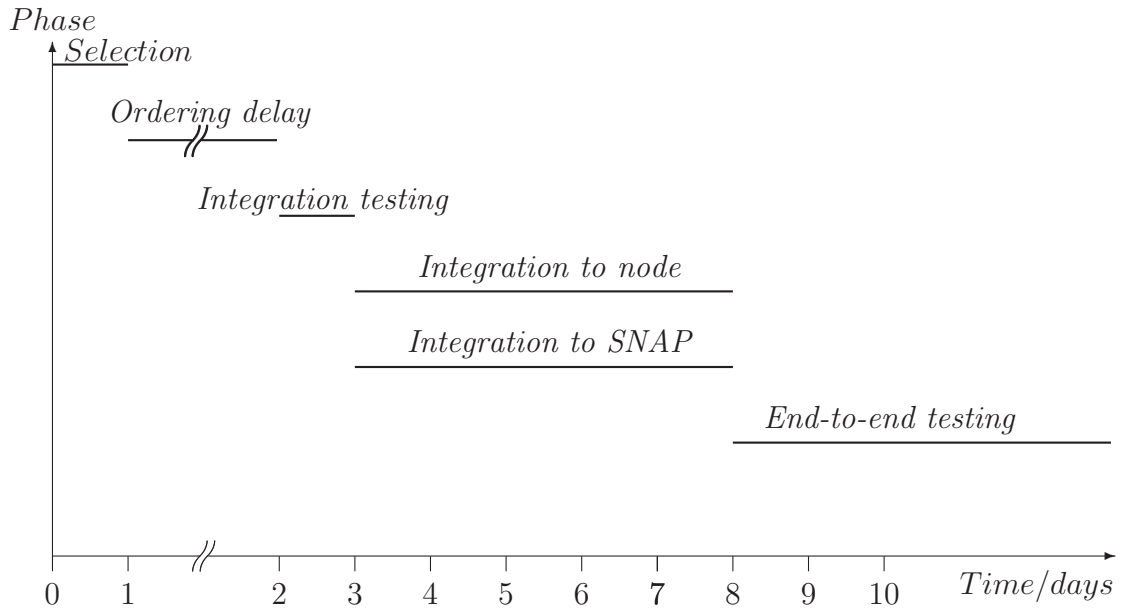 Phase
Selection
Ordering delay
Integration testing
Integration to node
Integration to SNAP
End-to-end testing
0 1 2 3 4 5 6 7 8 9 10 Time/days